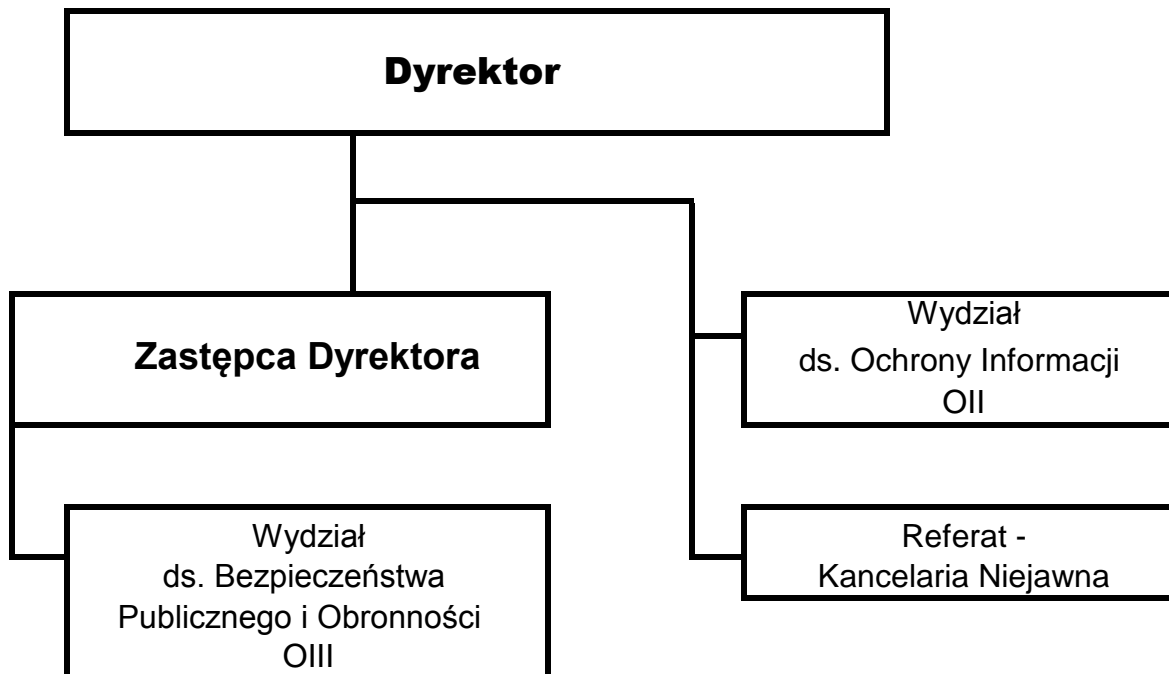 Dyrektor
Zastępca Dyrektora
Wydział
ds. Ochrony Informacji
OII
Wydział
ds. Bezpieczeństwa
Publicznego i Obronności
OIII
Referat -
Kancelaria Niejawna